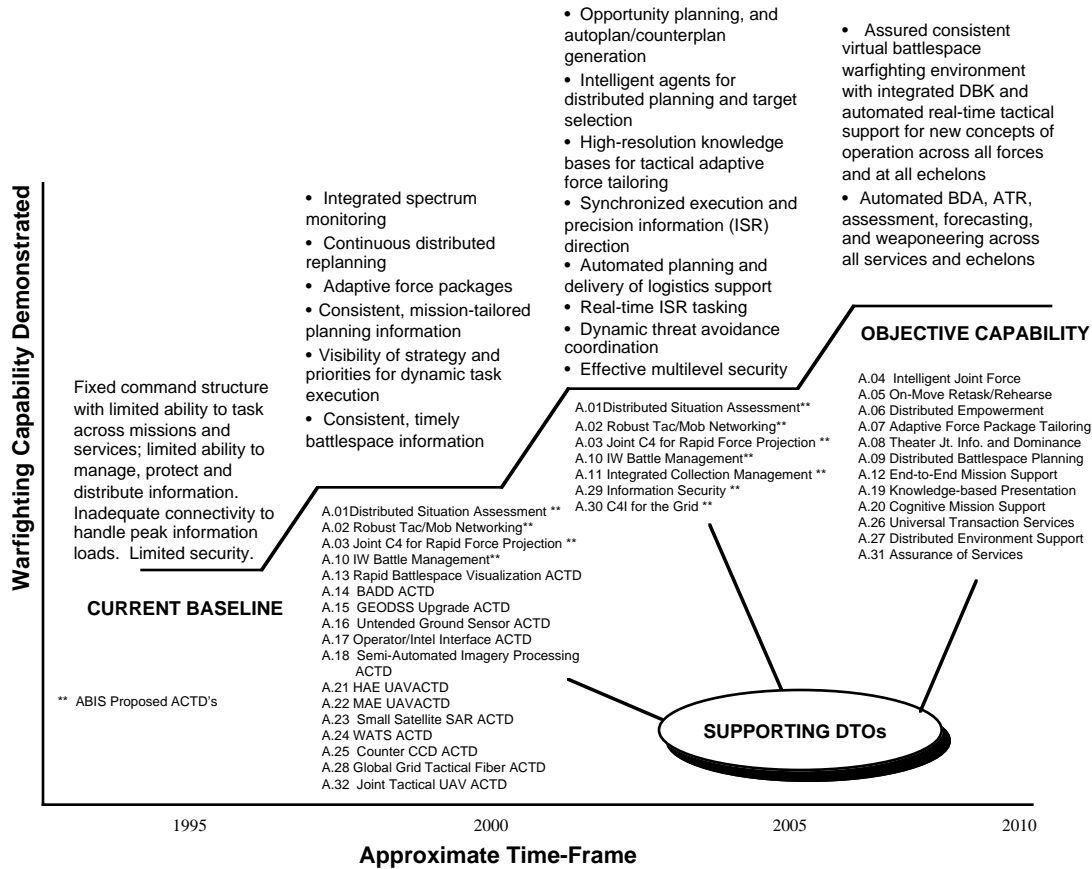 • Opportunity planning, and
autoplan/counterplan
generation
• Intelligent agents for
distributed planning and target
selection
• High-resolution knowledge
bases for tactical adaptive
force tailoring
• Synchronized execution and
precision information (ISR)
direction
• Automated planning and
delivery of logistics support
• Real-time ISR tasking
• Dynamic threat avoidance
coordination
• Effective multilevel security
• Assured consistent
virtual battlespace
warfighting environment
with integrated DBK and
automated real-time tactical
support for new concepts of
operation across all forces
and at all echelons
• Automated BDA, ATR,
assessment, forecasting,
and weaponeering across
all services and echelons
• Integrated spectrum
monitoring
• Continuous distributed
replanning
• Adaptive force packages
• Consistent, mission-tailored
planning information
• Visibility of strategy and
priorities for dynamic task
execution
• Consistent, timely
battlespace information
Warfighting Capability Demonstrated
Fixed command structure
with limited ability to task
across missions and
services; limited ability to
manage, protect and
distribute information.
Inadequate connectivity to
handle peak information
loads. Limited security.
CURRENT BASELINE
** ABIS Proposed ACTD's
A.01Distributed Situation Assessment **
A.02 Robust Tac/Mob Networking**
A.03 Joint C4 for Rapid Force Projection **
A.10 IW Battle Management**
A.13 Rapid Battlespace Visualization ACTD
A.14 BADD ACTD
A.15 GEODSS Upgrade ACTD
A.16 Untended Ground Sensor ACTD
A.17 Operator/Intel Interface ACTD
A.18 Semi-Automated Imagery Processing
ACTD
A.21 HAE UAVACTD
A.22 MAE UAVACTD
A.23 Small Satellite SAR ACTD
A.24 WATS ACTD
A.25 Counter CCD ACTD
A.28 Global Grid Tactical Fiber ACTD
A.32 Joint Tactical UAV ACTD
A.01Distributed Situation Assessment**
A.02 Robust Tac/Mob Networking**
A.03 Joint C4 for Rapid Force Projection **
A.10 IW Battle Management**
A.11 Integrated Collection Management **
A.29 Information Security **
A.30 C4I for the Grid **
OBJECTIVE CAPABILITY
A.04 Intelligent Joint Force
A.05 On-Move Retask/Rehearse
A.06 Distributed Empowerment
A.07 Adaptive Force Package Tailoring
A.08 Theater Jt. Info. and Dominance
A.09 Distributed Battlespace Planning
A.12 End-to-End Mission Support
A.19 Knowledge-based Presentation
A.20 Cognitive Mission Support
A.26 Universal Transaction Services
A.27 Distributed Environment Support
A.31 Assurance of Services
SUPPORTING DTOs
1995
2000
2005
2010
Approximate Time-Frame